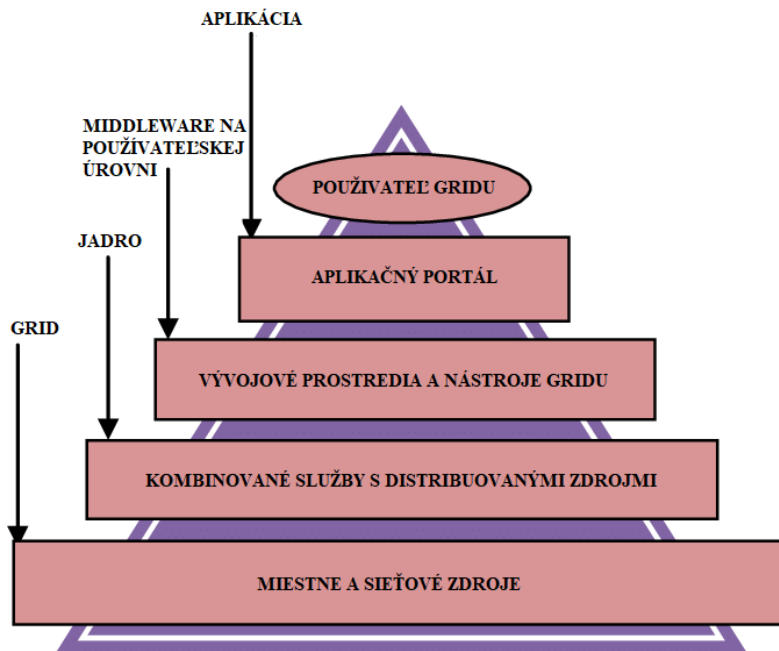 APLIKÁCIA
MIDDLEWARE NA
POUŽÍVATEĽSKEJ
ÚROVNI
POUŽIVATEĽ GRIDU
JADRO
APLIKAČNÝ PORTÁL
GRID
VÝVOJOVÉ PROSTREDIA A NÁSTROJE GRIDU
KOMBINOVANÉ SLUŽBY S DISTRIBUOVANÝMI ZDROJMI
MIESTNE A SIEŤOVÉ ZDROJE